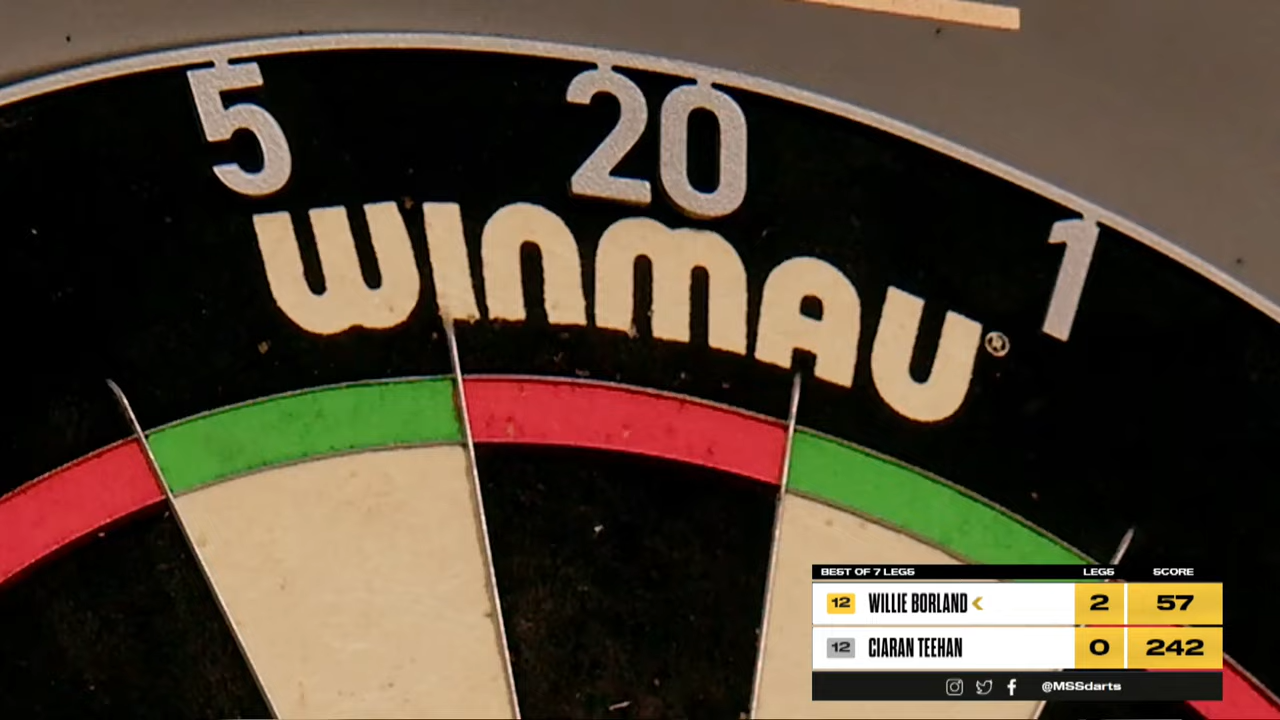 5 20 1
WINMAU®
BEST OF 7 LEGS LEGS SCORE
12 WILLIE BORLAND 2 57
12 CIARAN TEEHAN 0 242
@MSSdarts